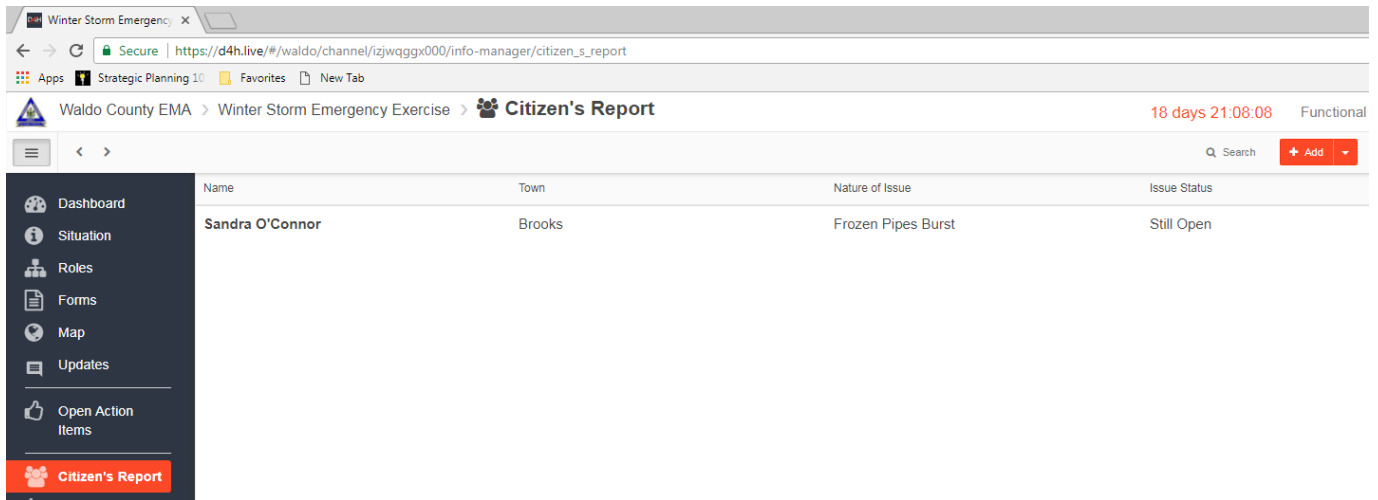 D4H Winter Storm Emergency
Secure https://d4h.live/#/waldo/channel/izjwqggx000/info-manager/citizen_s_report
Apps Strategic Planning 10 Favorites New Tab
Waldo County EMA > Winter Storm Emergency Exercise > Citizen's Report 18 days 21:08:08 Functional
Search + Add
Name Town Nature of Issue Issue Status
Sandra O'Connor Brooks Frozen Pipes Burst Still Open
Dashboard
Situation
Roles
Forms
Map
Updates
Open Action
Items
Citizen's Report